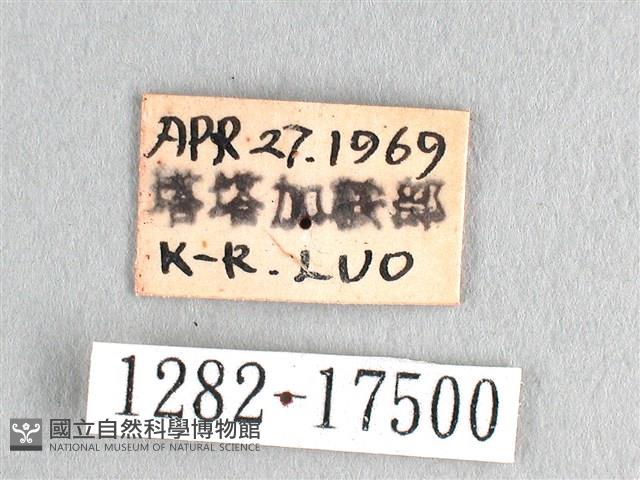 APR 27.1969
塔塔加鞍部
K-R. LUO
1282-17500
國立自然科學博物館
NATIONAL MUSEUM OF NATURAL SCIENCE